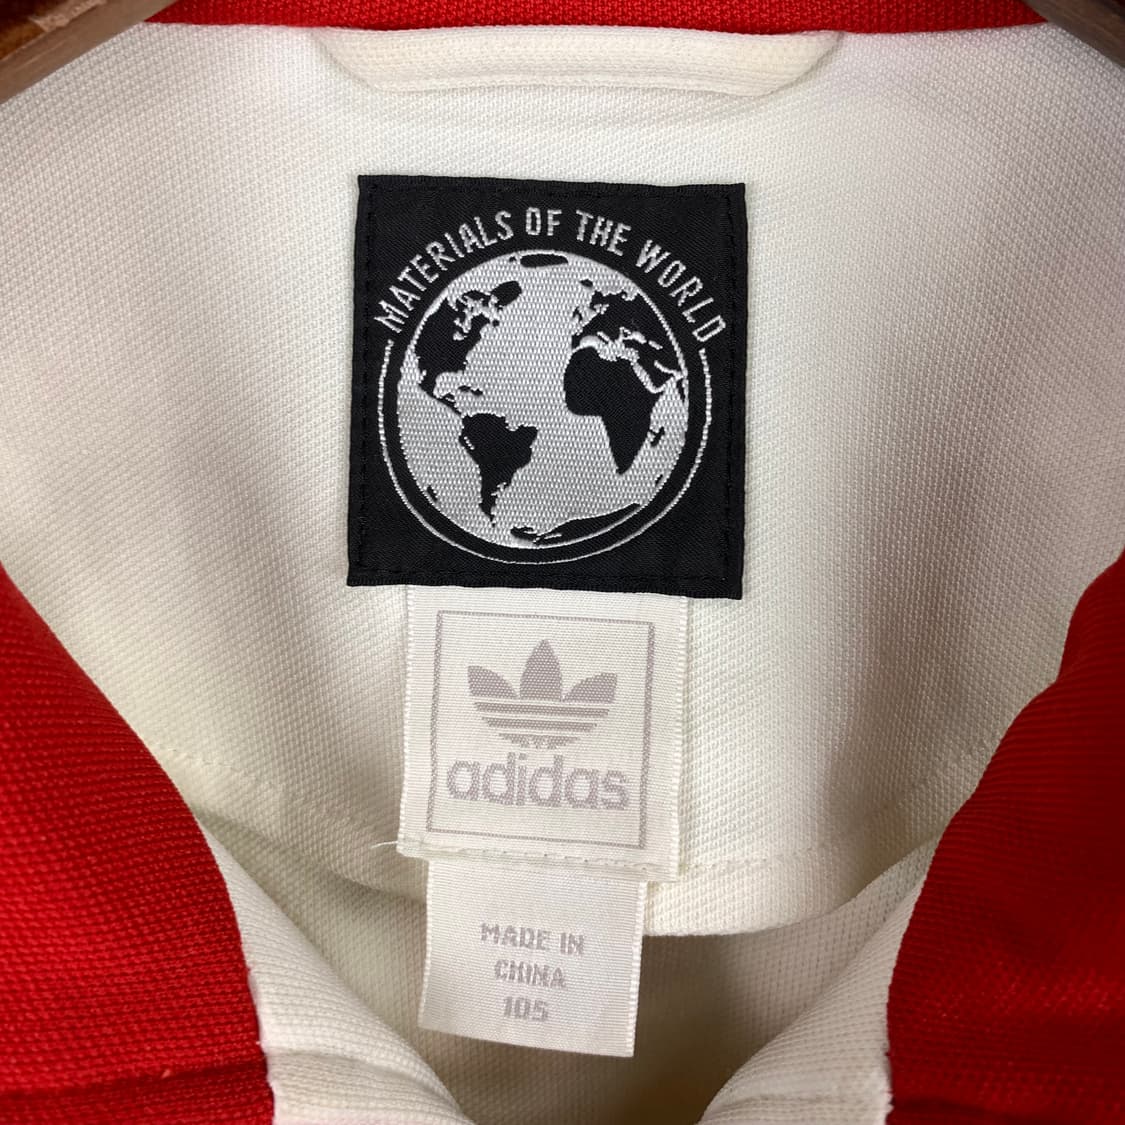 MATERIALS OF THE WORLD
adidas
MADE IN
CHINA
105